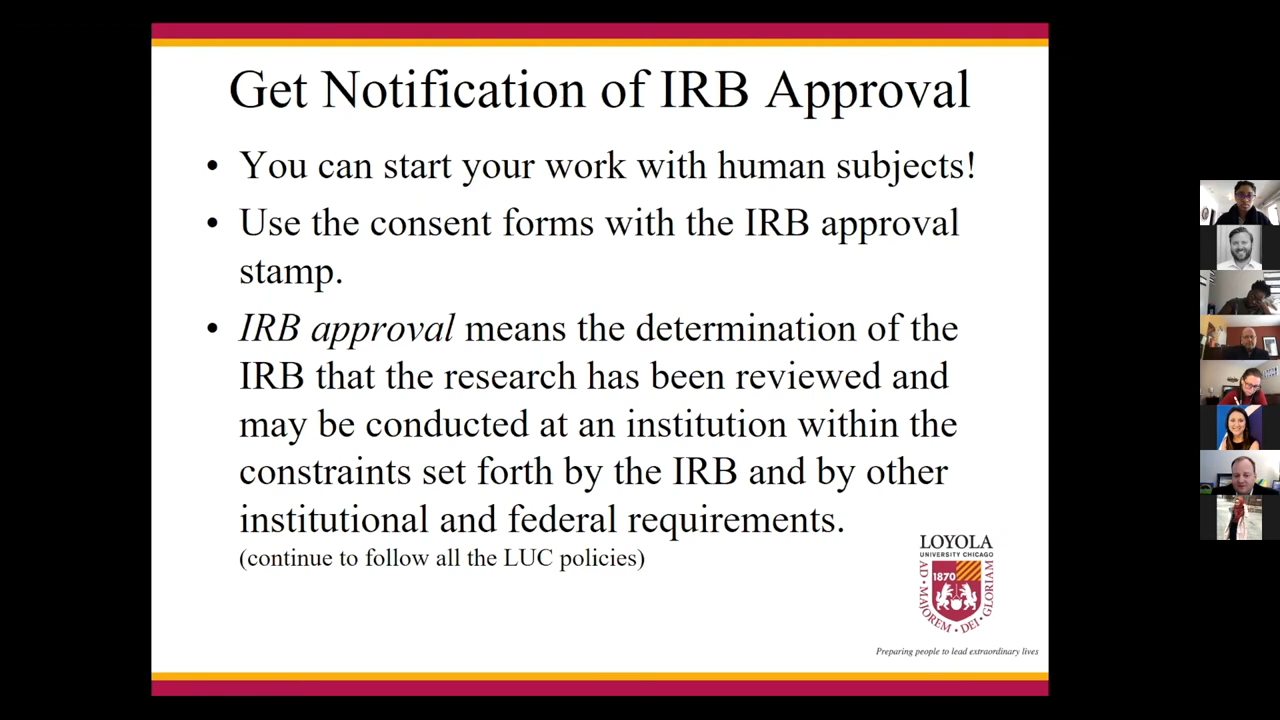 Get Notification of IRB Approval
• You can start your work with human subjects!
• Use the consent forms with the IRB approval
stamp.
• IRB approval means the determination of the
IRB that the research has been reviewed and
may be conducted at an institution within the
constraints set forth by the IRB and by other
institutional and federal requirements.
(continue to follow all the LUC policies)
LOYOLA
UNIVERSITY CHICAGO
1870
AD • MAJOREM • DEI • GLORIAM
Preparing people to lead extraordinary lives